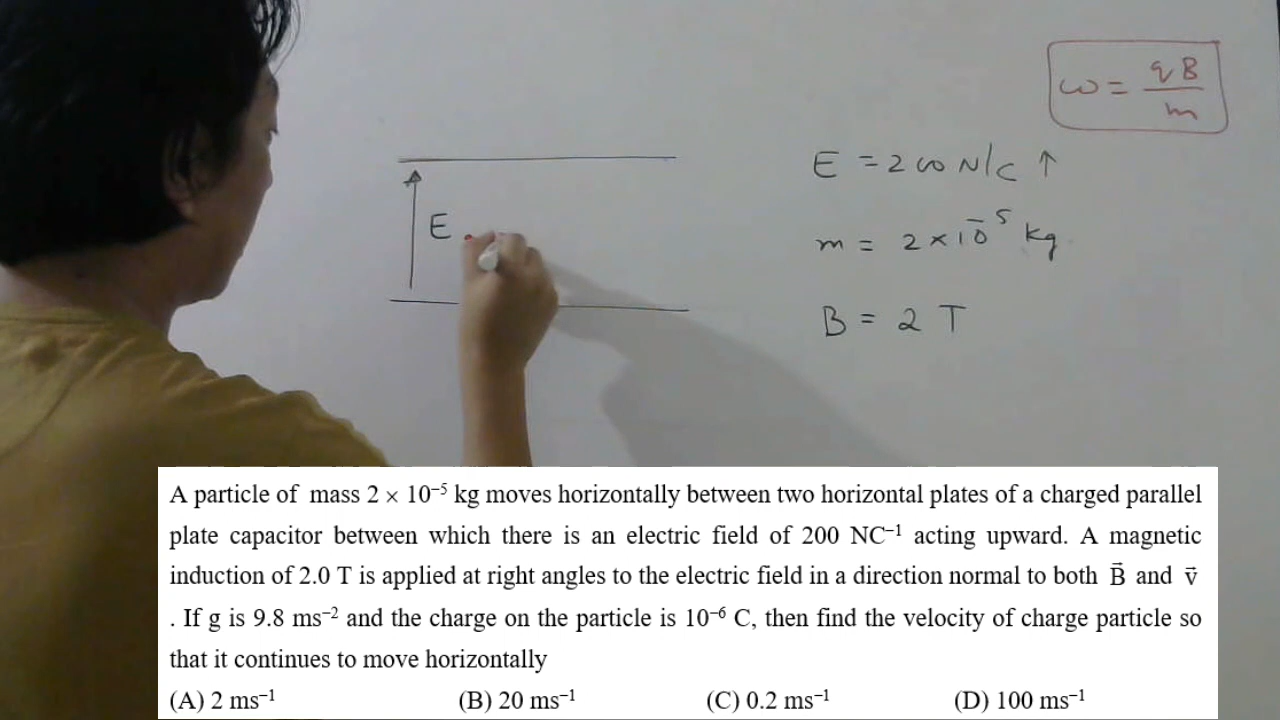 ω = qB/m
E = 200 N/C ↑
E
m = 2×10⁻⁵ kg
B = 2 T
A particle of mass 2 × 10⁻⁵ kg moves horizontally between two horizontal plates of a charged parallel
plate capacitor between which there is an electric field of 200 NC⁻¹ acting upward. A magnetic
induction of 2.0 T is applied at right angles to the electric field in a direction normal to both B⃗ and v⃗
. If g is 9.8 ms⁻² and the charge on the particle is 10⁻⁶ C, then find the velocity of charge particle so
that it continues to move horizontally
(A) 2 ms⁻¹ (B) 20 ms⁻¹ (C) 0.2 ms⁻¹ (D) 100 ms⁻¹